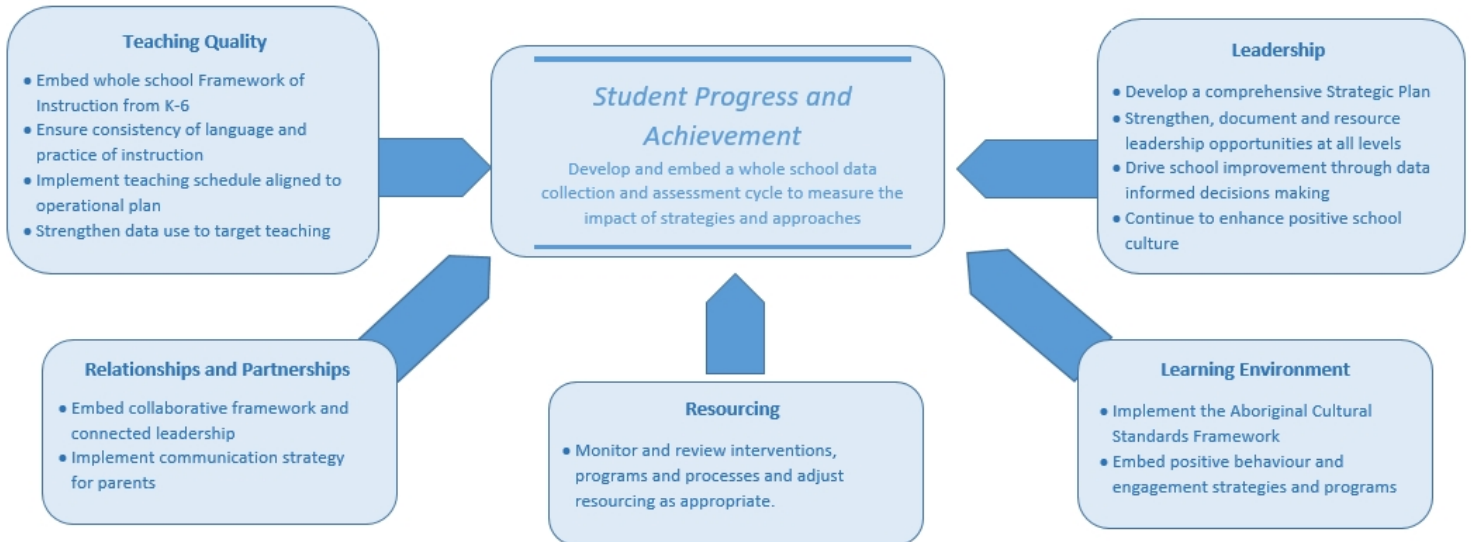 Teaching Quality
● Embed whole school Framework of
Instruction from K-6
● Ensure consistency of language and
practice of instruction
● Implement teaching schedule aligned to
operational plan
● Strengthen data use to target teaching
Student Progress and
Achievement
Develop and embed a whole school data
collection and assessment cycle to measure the
impact of strategies and approaches
Leadership
● Develop a comprehensive Strategic Plan
● Strengthen, document and resource
leadership opportunities at all levels
● Drive school improvement through data
informed decisions making
● Continue to enhance positive school
culture
Relationships and Partnerships
● Embed collaborative framework and
connected leadership
● Implement communication strategy
for parents
Resourcing
● Monitor and review interventions,
programs and processes and adjust
resourcing as appropriate.
Learning Environment
● Implement the Aboriginal Cultural
Standards Framework
● Embed positive behaviour and
engagement strategies and programs